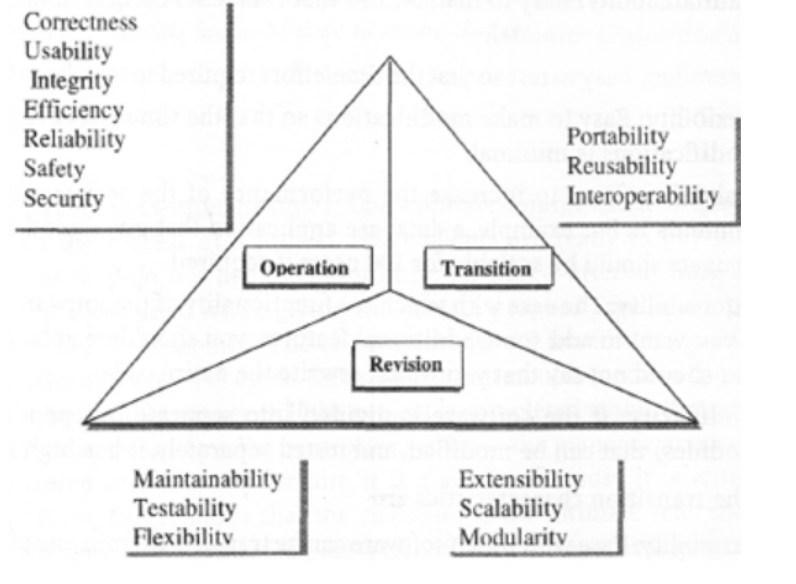 Correctness
Usability
Integrity
Efficiency
Reliability
Safety
Security
Portability
Reusability
Interoperability
Operation
Transition
Revision
Maintainability
Testability
Flexibility
Extensibility
Scalability
Modularity